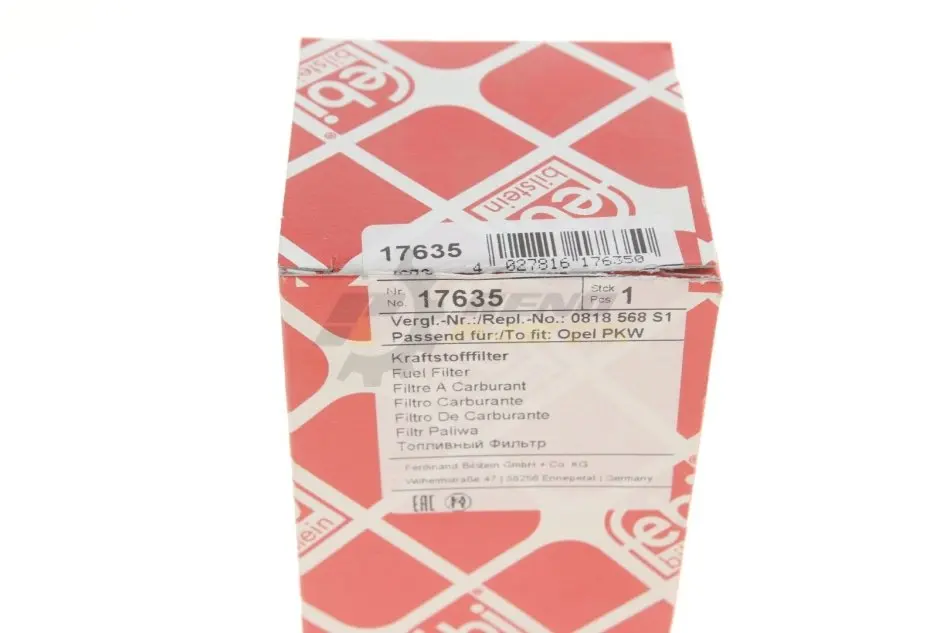 febi
bilstein
®
febi
bilstein
17635
4 027816 176350
Nr.
No. 17635
Stck
Pcs. 1
Vergl.-Nr.:/Repl.-No.: 0818 568 S1
Passend für:/To fit: Opel PKW
Kraftstofffilter
Fuel Filter
Filtre A Carburant
Filtro Carburante
Filtro De Carburante
Filtr Paliwa
Топливный Фильтр
Ferdinand Bilstein GmbH + Co. KG
Wilhelmstraße 47 | 58256 Ennepetal | Germany
EAC